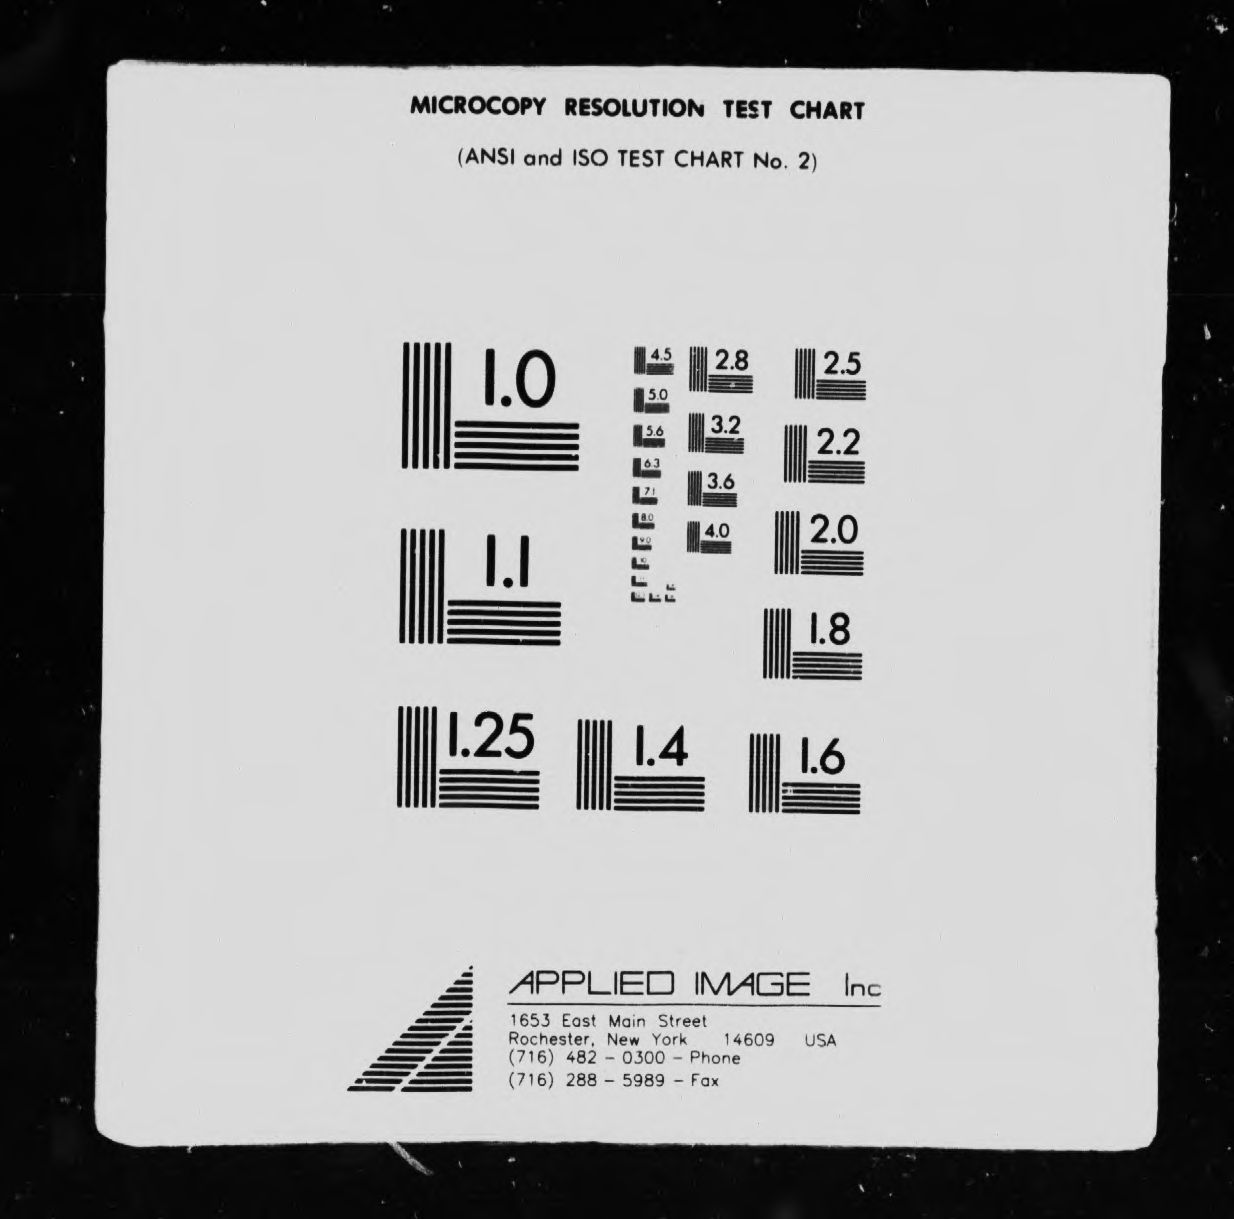 MICROCOPY RESOLUTION TEST CHART
(ANSI and ISO TEST CHART No. 2)
1.0
1.1
1.25
1.4
1.6
1.8
2.0
2.2
2.5
2.8
3.2
3.6
4.0
4.5
5.0
5.6
6.3
7.1
8.0
9.0
APPLIED IMAGE Inc
1653 East Main Street
Rochester, New York 14609 USA
(716) 482 - 0300 - Phone
(716) 288 - 5989 - Fax